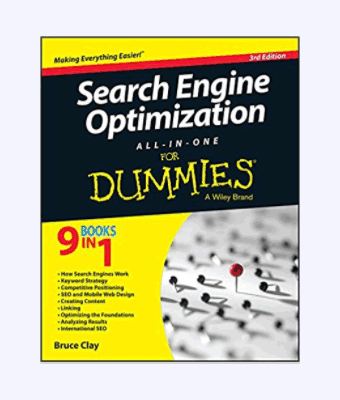 Making Everything Easier!™
3rd Edition
Search Engine
Optimization
ALL-IN-ONE
FOR
DUMMIES®
A Wiley Brand
9 BOOKS
IN 1
• How Search Engines Work
• Keyword Strategy
• Competitive Positioning
• SEO and Mobile Web Design
• Creating Content
• Linking
• Optimizing the Foundations
• Analyzing Results
• International SEO
Bruce Clay